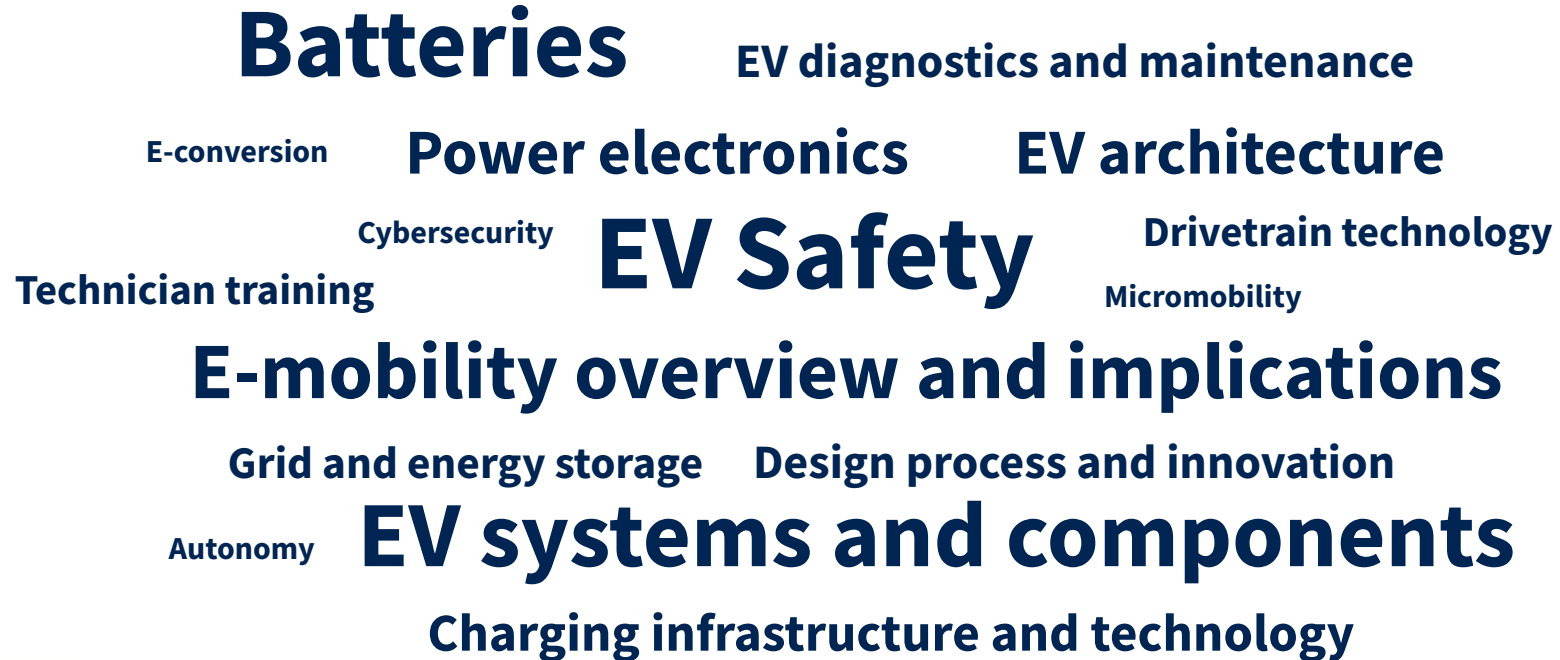 Batteries
EV diagnostics and maintenance
E-conversion
Power electronics
EV architecture
Cybersecurity
EV Safety
Drivetrain technology
Technician training
Micromobility
E-mobility overview and implications
Grid and energy storage
Design process and innovation
Autonomy
EV systems and components
Charging infrastructure and technology